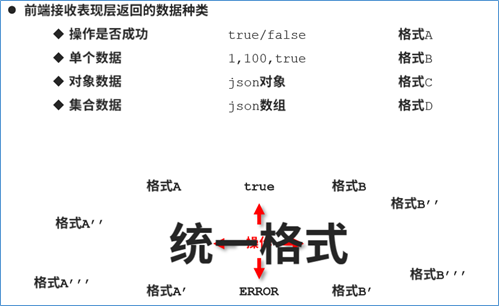 ● 前端接收表现层返回的数据种类
◆ 操作是否成功 true/false 格式A
◆ 单个数据 1,100,true 格式B
◆ 对象数据 json对象 格式C
◆ 集合数据 json数组 格式D
格式A true 格式B
格式B''
格式A''
统一格式
格式B'''
格式A'''
格式A' ERROR 格式B'